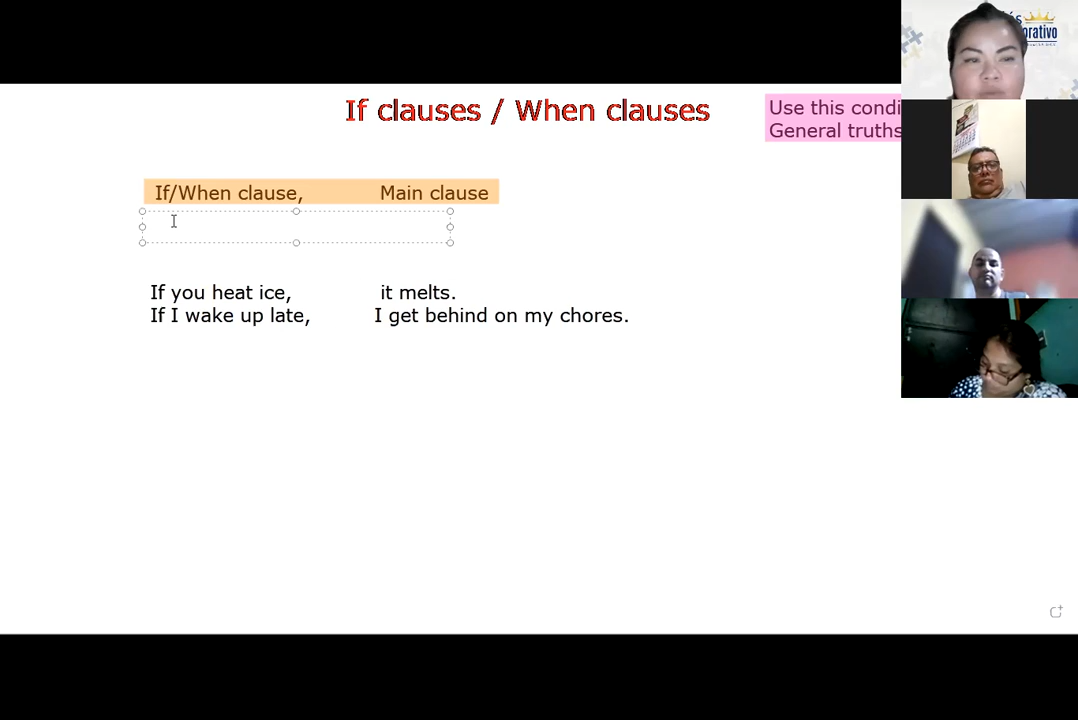 If clauses / When clauses
Use this condi
General truths
If/When clause, Main clause
If you heat ice, it melts.
If I wake up late, I get behind on my chores.